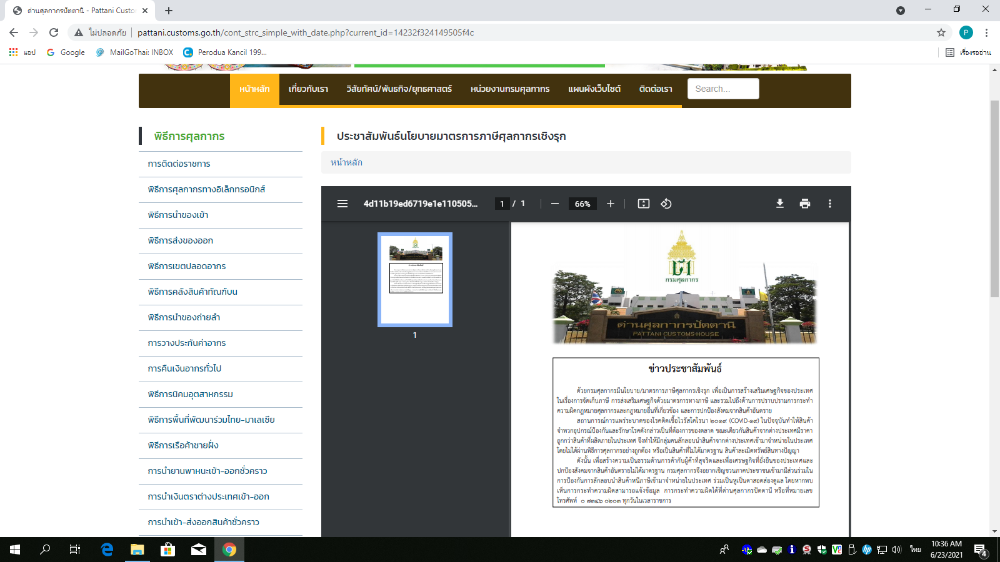 ด่านศุลกากรปัตตานี - Pattani Custo
ไม่ปลอดภัย
pattani.customs.go.th/cont_strc_simple_with_date.php?current_id=14232f324149505f4c
P
แอป
Google
MailGoThai: INBOX
Perodua Kancil 199...
เรื่องรออ่าน
หน้าหลัก
เกี่ยวกับเรา
วิสัยทัศน์/พันธกิจ/ยุทธศาสตร์
หน่วยงานกรมศุลกากร
แผนผังเว็บไซต์
ติดต่อเรา
Search...
พิธีการศุลกากร
การติดต่อราชการ
พิธีการศุลกากรทางอิเล็กทรอนิกส์
พิธีการนำของเข้า
พิธีการส่งของออก
พิธีการเขตปลอดอากร
พิธีการคลังสินค้าทัณฑ์บน
พิธีการนำของถ่ายลำ
การวางประกันค่าอากร
การคืนเงินอากรทั่วไป
พิธีการนิคมอุตสาหกรรม
พิธีการพื้นที่พัฒนาร่วมไทย-มาเลเซีย
พิธีการเรือค้าชายฝั่ง
การนำยานพาหนะเข้า-ออกชั่วคราว
การนำเงินตราต่างประเทศเข้า-ออก
การนำเข้า-ส่งออกสินค้าชั่วคราว
ประชาสัมพันธ์นโยบายมาตรการภาษีศุลกากรเชิงรุก
หน้าหลัก
4d11b19ed6719e1e110505...
1 / 1
66%
1
กรมศุลกากร
ด่านศุลกากรปัตตานี
PATTANI CUSTOMS HOUSE
ข่าวประชาสัมพันธ์
ด้วยกรมศุลกากรมีนโยบาย/มาตรการภาษีศุลกากรเชิงรุก เพื่อเป็นการสร้างเสริมเศรษฐกิจของประเทศ
ในเรื่องการจัดเก็บภาษี การส่งเสริมเศรษฐกิจด้วยมาตรการทางภาษี และรวมไปถึงด้านการปราบปรามการกระทำ
ความผิดกฎหมายศุลกากรและกฎหมายอื่นที่เกี่ยวข้อง และการปกป้องสังคมจากสินค้าอันตราย
สถานการณ์การแพร่ระบาดของโรคติดเชื้อไวรัสโคโรนา ๒๐๑๙ (COVID-๑๙) ในปัจจุบันทำให้สินค้า
จำพวกอุปกรณ์ป้องกันและรักษาโรคดังกล่าวเป็นที่ต้องการของตลาด ขณะเดียวกันสินค้าจากต่างประเทศมีราคา
ถูกกว่าสินค้าที่ผลิตภายในประเทศ จึงทำให้มีกลุ่มคนลักลอบนำสินค้าจากต่างประเทศเข้ามาจำหน่ายในประเทศ
โดยไม่ได้ผ่านพิธีการศุลกากรอย่างถูกต้อง หรือเป็นสินค้าที่ไม่ได้มาตรฐาน สินค้าละเมิดทรัพย์สินทางปัญญา
ดังนั้น เพื่อสร้างความเป็นธรรมด้านการค้ากับผู้ค้าที่สุจริตและเพื่อเศรษฐกิจที่ยั่งยืนของประเทศและ
ปกป้องสังคมจากสินค้าอันตรายไม่ได้มาตรฐาน กรมศุลกากรจึงอยากเชิญชวนภาคประชาชนเข้ามามีส่วนร่วมใน
การป้องกันการลักลอบนำสินค้าหนีภาษีเข้ามาจำหน่ายในประเทศ ร่วมเป็นหูเป็นตาสอดส่องดูแล โดยหากพบ
เห็นการกระทำความผิดสามารถแจ้งข้อมูล การกระทำความผิดได้ที่ด่านศุลกากรปัตตานี หรือที่หมายเลข
โทรศัพท์ ๐ ๗๓๔๖ ๐๒๐๓ ทุกวันในเวลาราชการ
ไทย
10:36 AM
6/23/2021
4